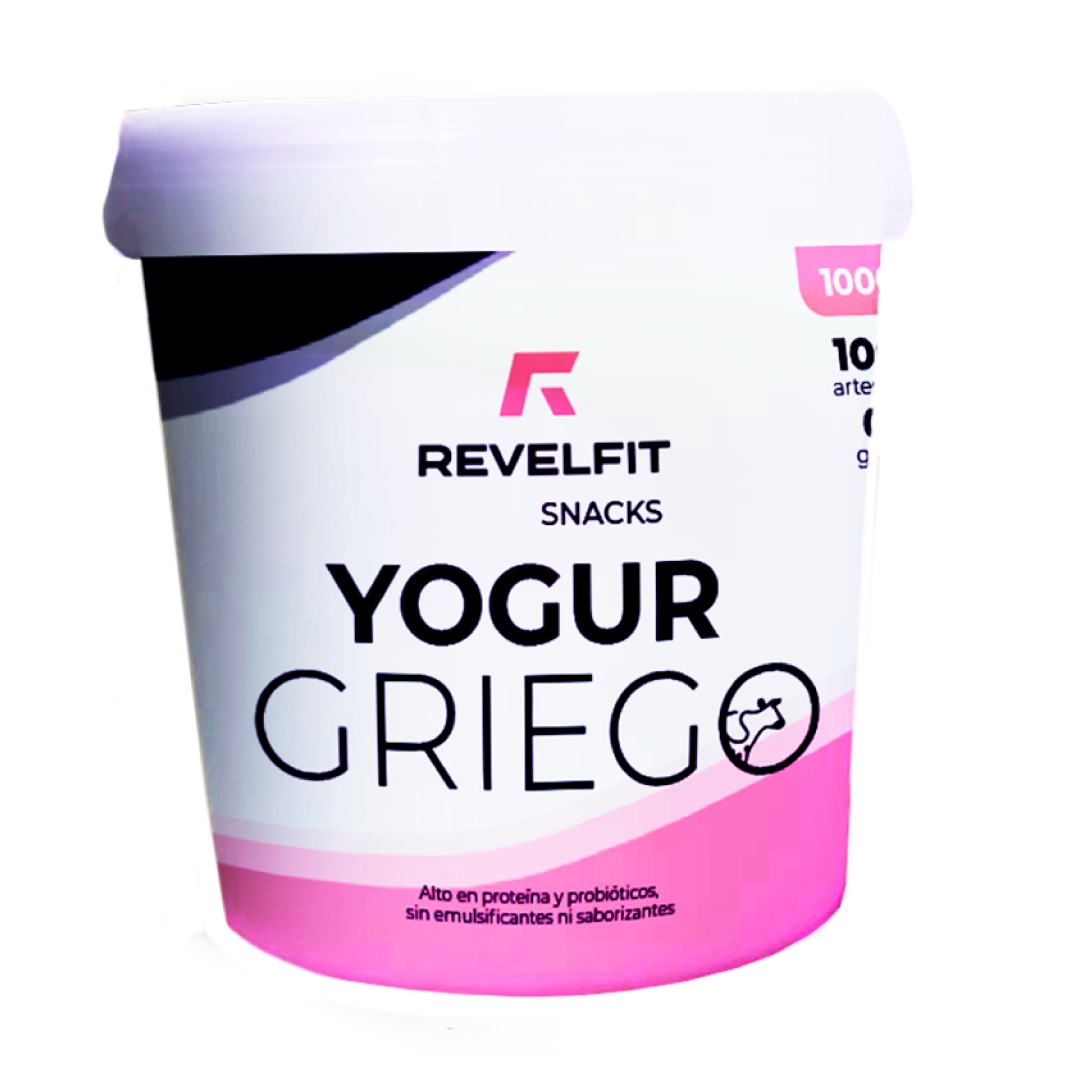 REVELFIT
SNACKS
YOGUR
GRIEGO
Alto en proteína y probióticos,
sin emulsificantes ni saborizantes